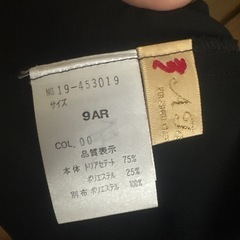 NO 19-453019
サイズ
9AR
COL.00
品質表示
本体 トリアセテート 75%
ポリエステル 25%
別布 ポリエステル 100%